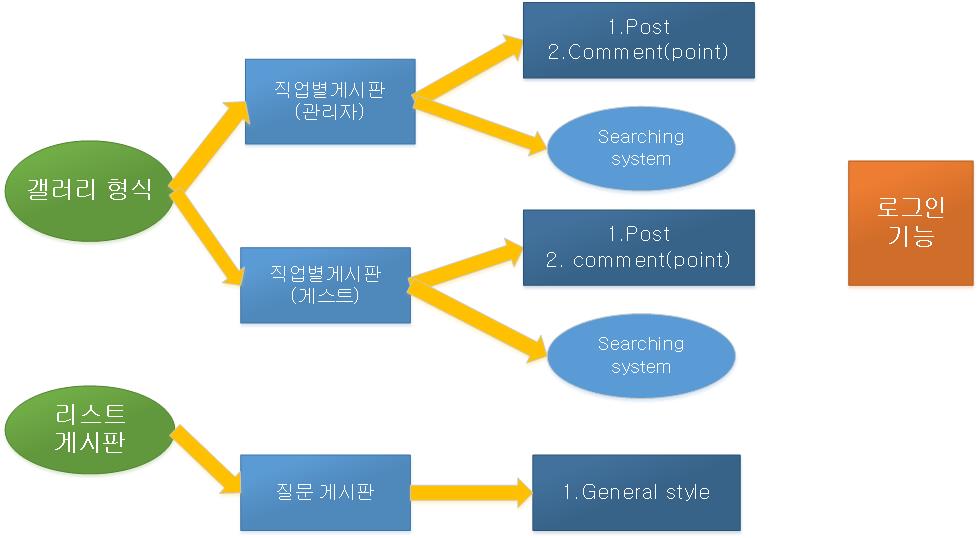 1.Post
2.Comment(point)
직업별게시판
(관리자)
Searching
system
갤러리 형식
로그인
기능
1.Post
2. comment(point)
직업별게시판
(게스트)
Searching
system
리스트
게시판
질문 게시판
1.General style